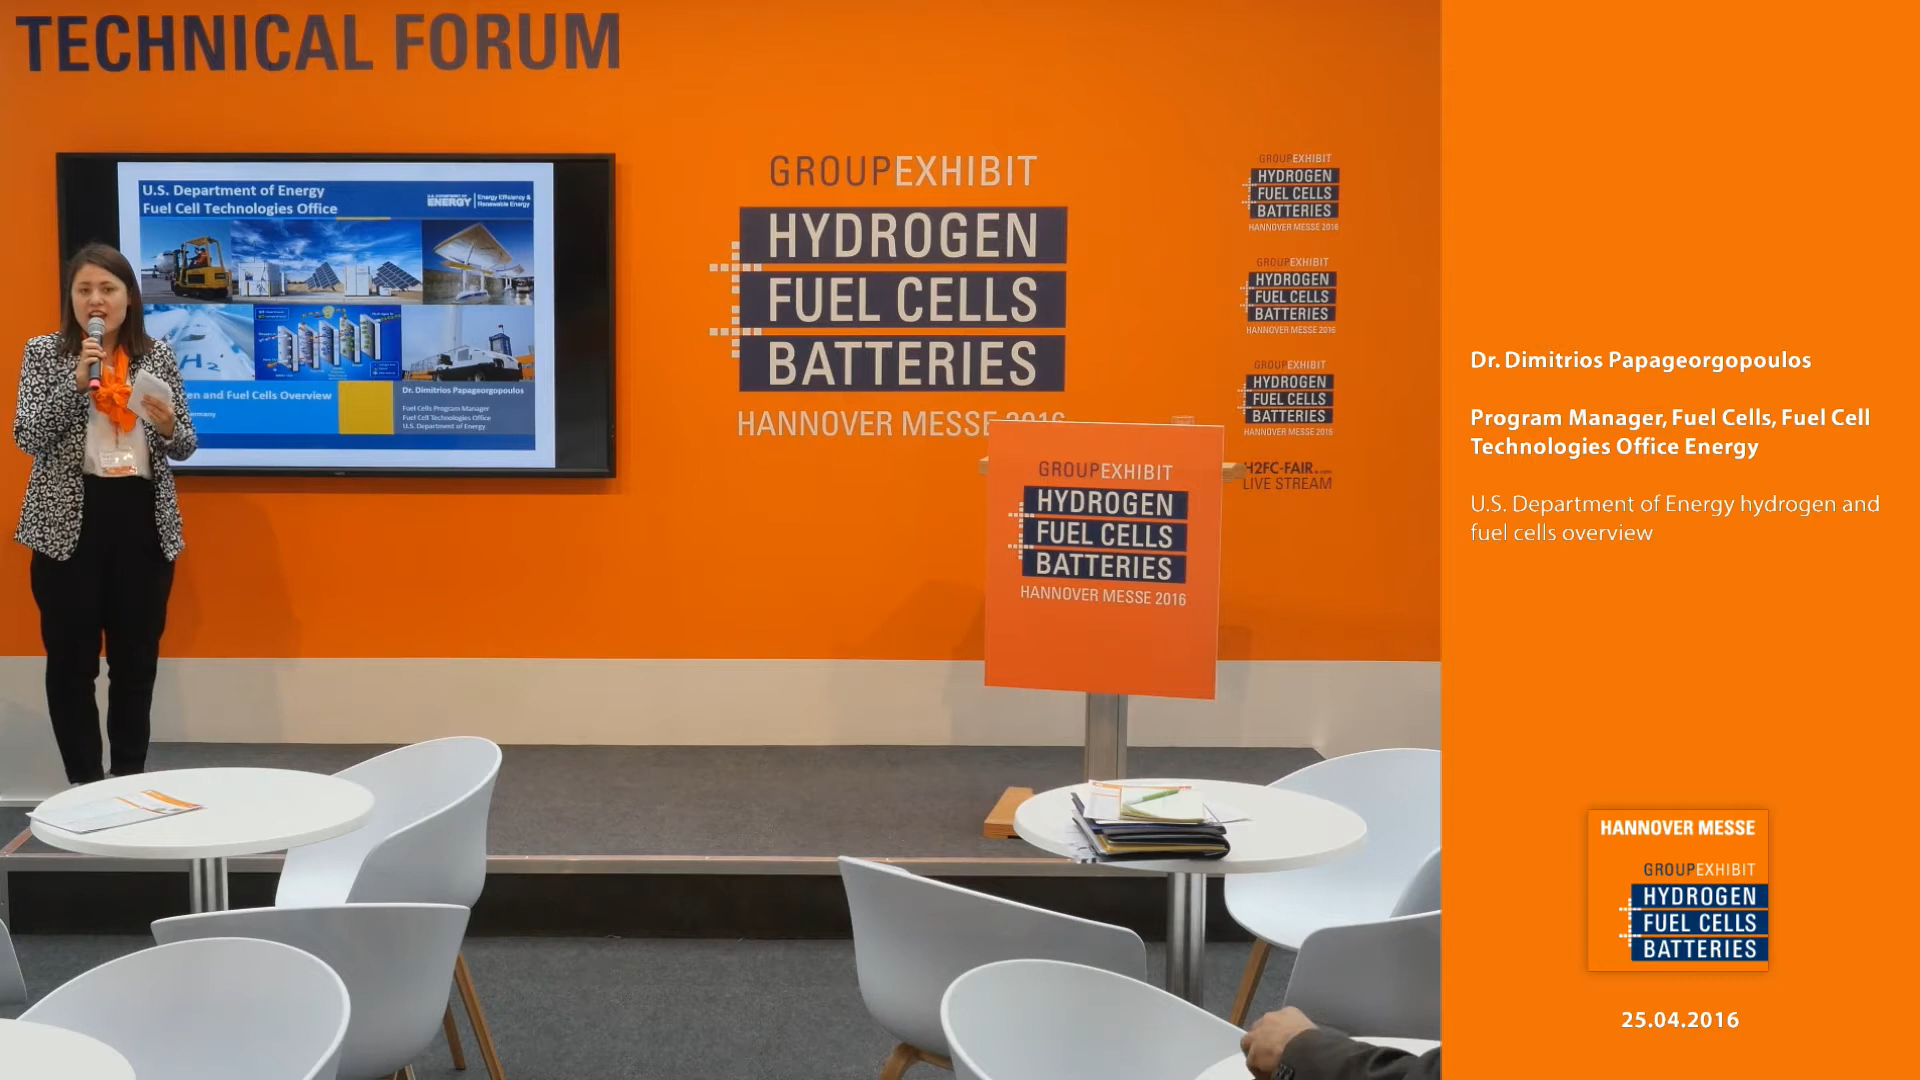 TECHNICAL FORUM
U.S. Department of Energy
Fuel Cell Technologies Office
U.S. DEPARTMENT OF
ENERGY
Energy Efficiency &
Renewable Energy
H2
en and Fuel Cells Overview
ermany
Dr. Dimitrios Papageorgopoulos
Fuel Cells Program Manager
Fuel Cell Technologies Office
U.S. Department of Energy
GROUPEXHIBIT
HYDROGEN
FUEL CELLS
BATTERIES
HANNOVER MESSE 2016
GROUPEXHIBIT
HYDROGEN
FUEL CELLS
BATTERIES
HANNOVER MESSE 2016
GROUPEXHIBIT
HYDROGEN
FUEL CELLS
BATTERIES
HANNOVER MESSE 2016
GROUPEXHIBIT
HYDROGEN
FUEL CELLS
BATTERIES
HANNOVER MESSE 2016
H2FC-FAIR
LIVE STREAM
GROUPEXHIBIT
HYDROGEN
FUEL CELLS
BATTERIES
HANNOVER MESSE 2016
Dr. Dimitrios Papageorgopoulos
Program Manager, Fuel Cells, Fuel Cell
Technologies Office Energy
U.S. Department of Energy hydrogen and
fuel cells overview
HANNOVER MESSE
GROUPEXHIBIT
HYDROGEN
FUEL CELLS
BATTERIES
25.04.2016